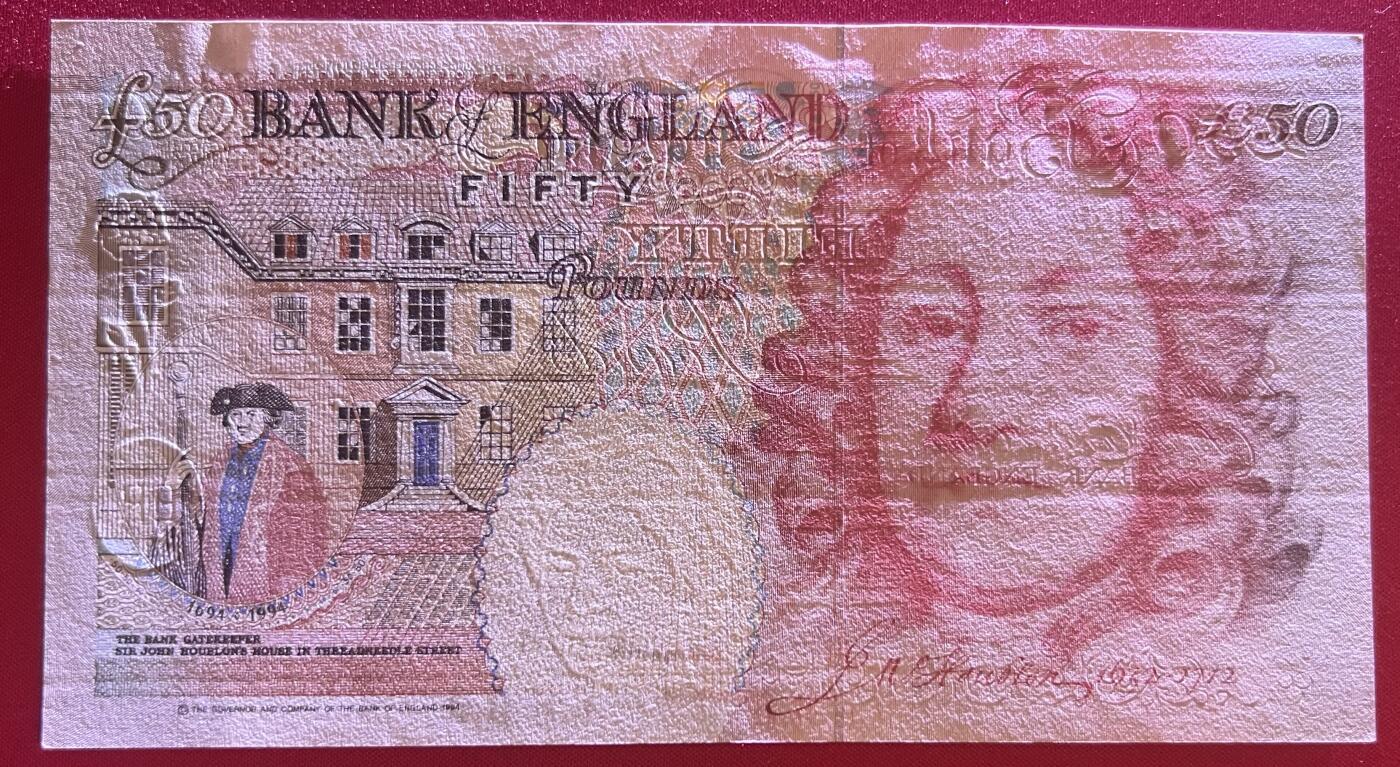 £50 BANK of ENGLAND £50
FIFTY
POUNDS
1694 • 1994
THE BANK GATEKEEPER
SIR JOHN HOUBLON'S HOUSE IN THREADNEEDLE STREET
© THE GOVERNOR AND COMPANY OF THE BANK OF ENGLAND 1994